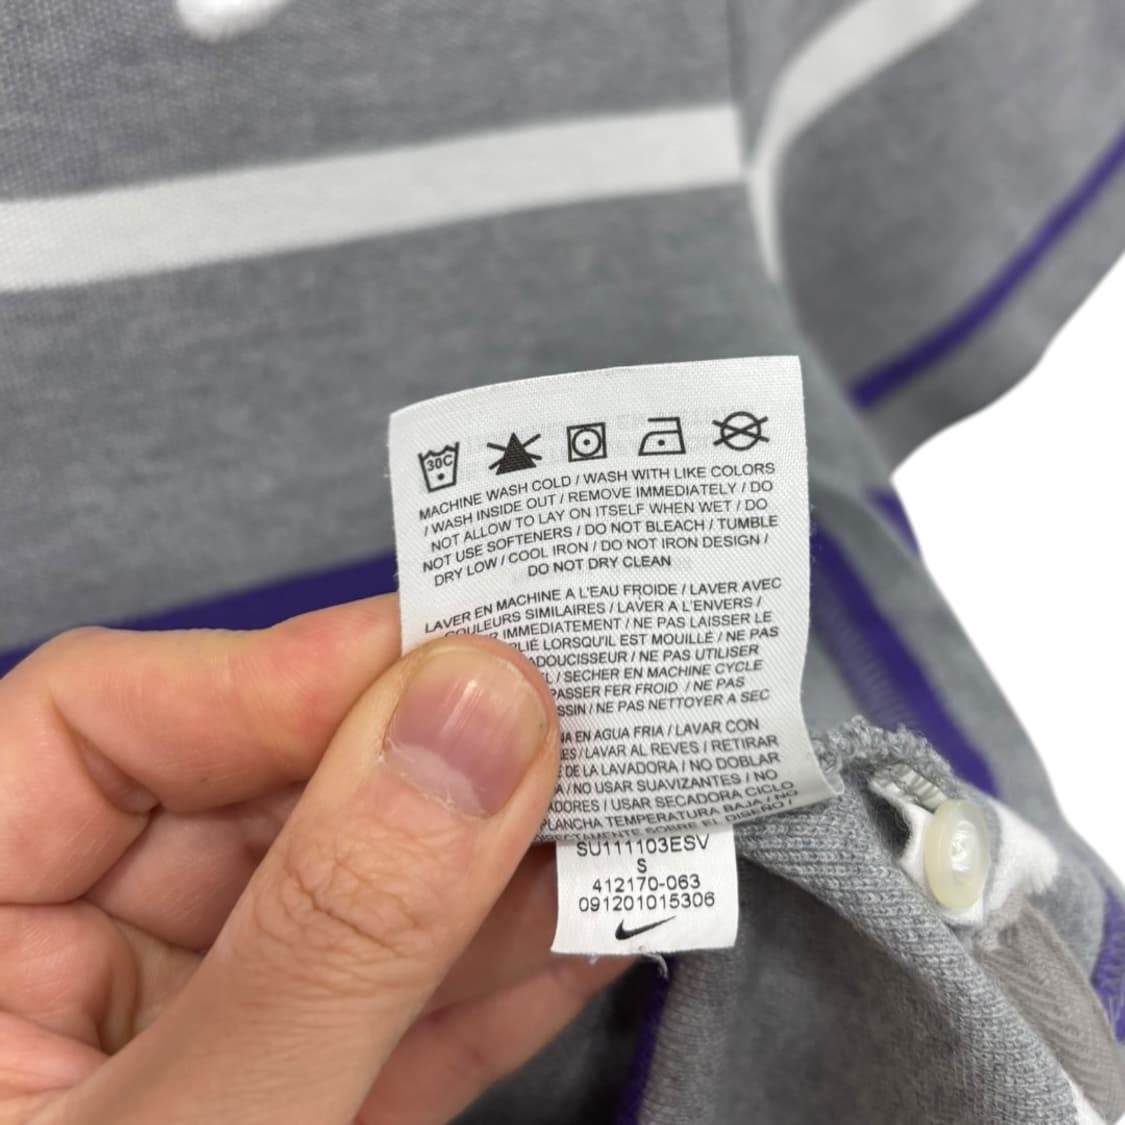 30C
MACHINE WASH COLD / WASH WITH LIKE COLORS
/ WASH INSIDE OUT / REMOVE IMMEDIATELY / DO
NOT ALLOW TO LAY ON ITSELF WHEN WET / DO
NOT USE SOFTENERS / DO NOT BLEACH / TUMBLE
DRY LOW / COOL IRON / DO NOT IRON DESIGN /
DO NOT DRY CLEAN
LAVER EN MACHINE A L'EAU FROIDE / LAVER AVEC
COULEURS SIMILAIRES / LAVER A L'ENVERS /
IMMEDIATEMENT / NE PAS LAISSER LE
LORSQU'IL EST MOUILLÉ / NE PAS
/ NE PAS UTILISER
/ SECHER EN MACHINE CYCLE
FER FROID / NE PAS
/ NE PAS NETTOYER A SEC
EN AGUA FRIA / LAVAR CON
/ LAVAR AL REVES / RETIRAR
DE LA LAVADORA / NO DOBLAR
/ NO USAR SUAVIZANTES / NO
/ USAR SECADORA CICLO
PLANCHA TEMPERATURA BAJA / NO
DIRECTAMENTE SOBRE EL DISEÑO /
SU111103ESV
S
412170-063
091201015306